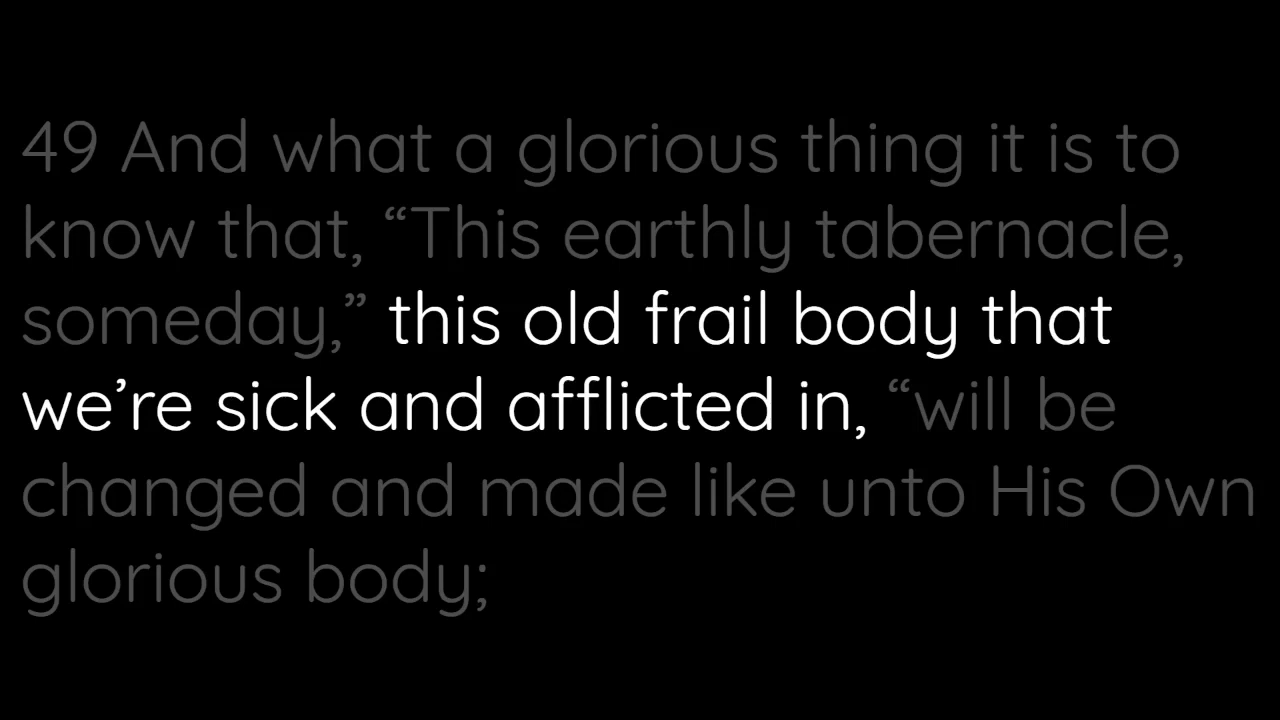 49 And what a glorious thing it is to
know that, “This earthly tabernacle,
someday,” this old frail body that
we’re sick and afflicted in, “will be
changed and made like unto His Own
glorious body;